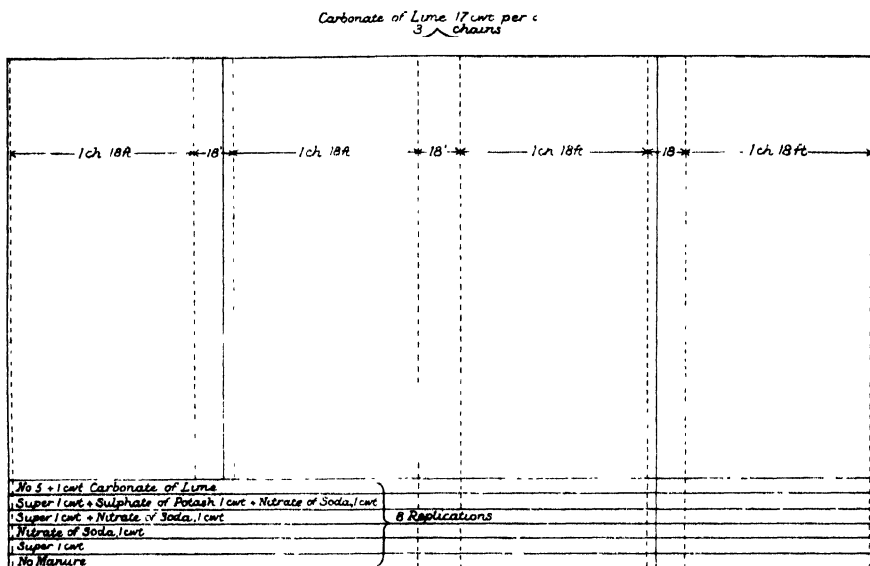 Carbonate of Lime 17 cwt per
3 chains
1 ch 18ft 18' 1 ch 18ft 18' 1 ch 18ft 18 1 ch 18ft
No 5 + 1 cwt Carbonate of Lime
Super 1 cwt + Sulphate of Potash 1 cwt + Nitrate of Soda, 1 cwt
Super 1 cwt + Nitrate of Soda, 1 cwt
8 Replications
Nitrate of Soda, 1 cwt
Super 1 cwt
No Manure